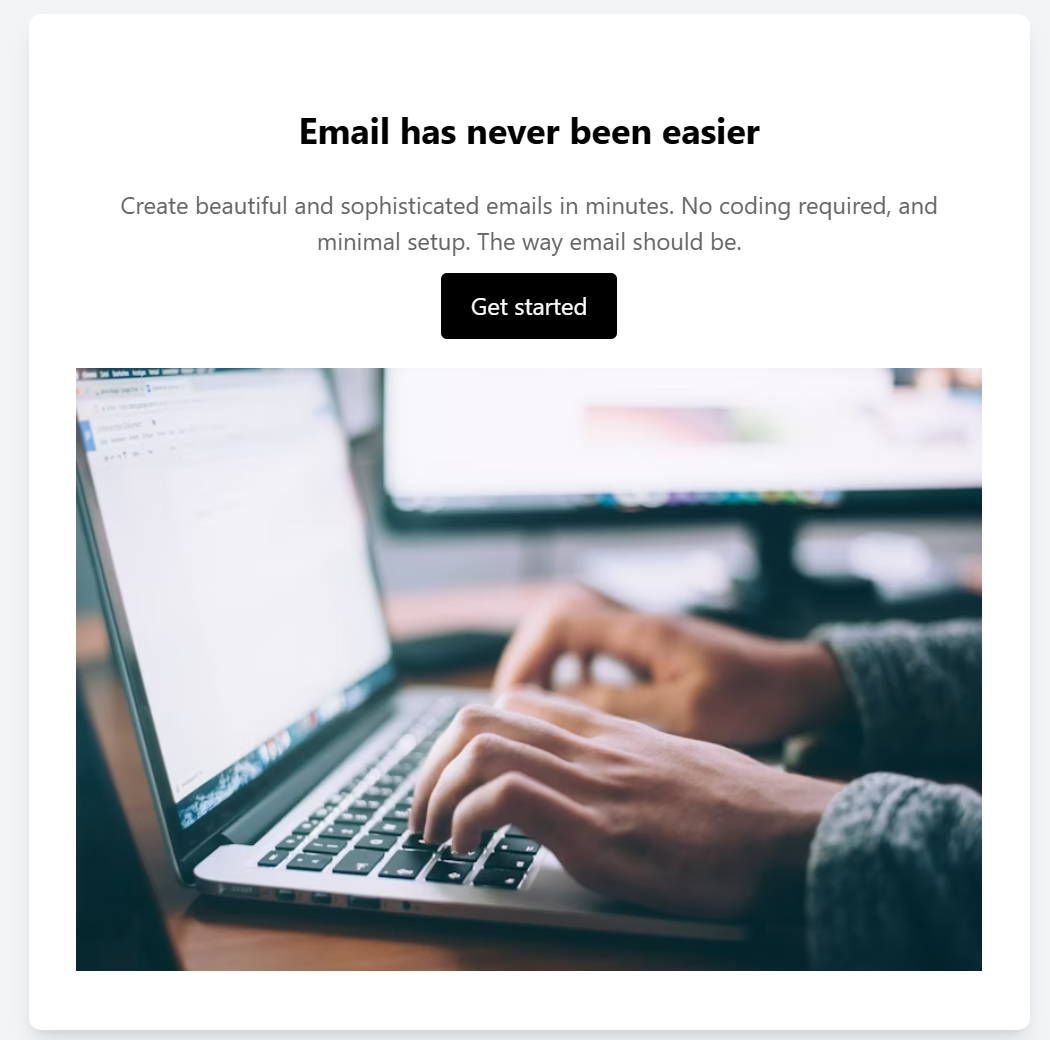 Email has never been easier
Create beautiful and sophisticated emails in minutes. No coding required, and
minimal setup. The way email should be.
Get started